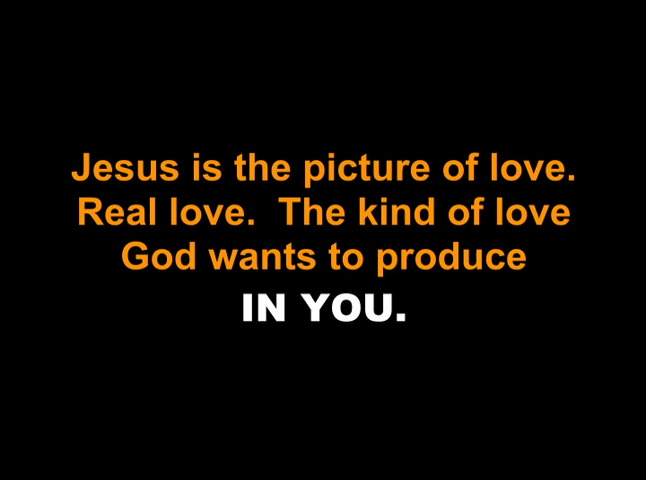 Jesus is the picture of love.
Real love.  The kind of love
God wants to produce
IN YOU.